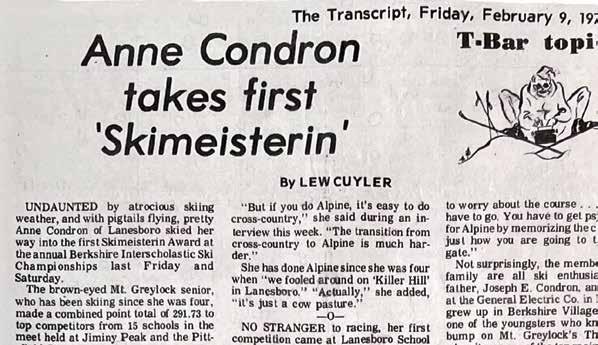 The Transcript, Friday, February 9, 197
Anne Condron
takes first
'Skimeisterin'
T-Bar topi
By LEW CUYLER
UNDAUNTED by atrocious skiing
weather, and with pigtails flying, pretty
Anne Condron of Lanesboro skied her
way into the first Skimeisterin Award at
the annual Berkshire Interscholastic Ski
Championships last Friday and
Saturday.
The brown-eyed Mt. Greylock senior,
who has been skiing since she was four,
made a combined point total of 291.73 to
top competitors from 15 schools in the
meet held at Jiminy Peak and the Pitt-
"But if you do Alpine, it's easy to do
cross-country," she said during an in-
terview this week. "The transition from
cross-country to Alpine is much har-
der."
She has done Alpine since she was four
when "we fooled around on 'Killer Hill'
in Lanesboro." "Actually," she added,
"it's just a cow pasture."
—O—
NO STRANGER to racing, her first
competition came at Lanesboro School
to worry about the course . .
have to go. You have to get ps
for Alpine by memorizing the c
just how you are going to t
gate."
Not surprisingly, the membe
family are all ski enthusia
father, Joseph E. Condron, an
at the General Electric Co. in
grew up in Berkshire Village
one of the youngsters who kn
bump on Mt. Greylock's Th